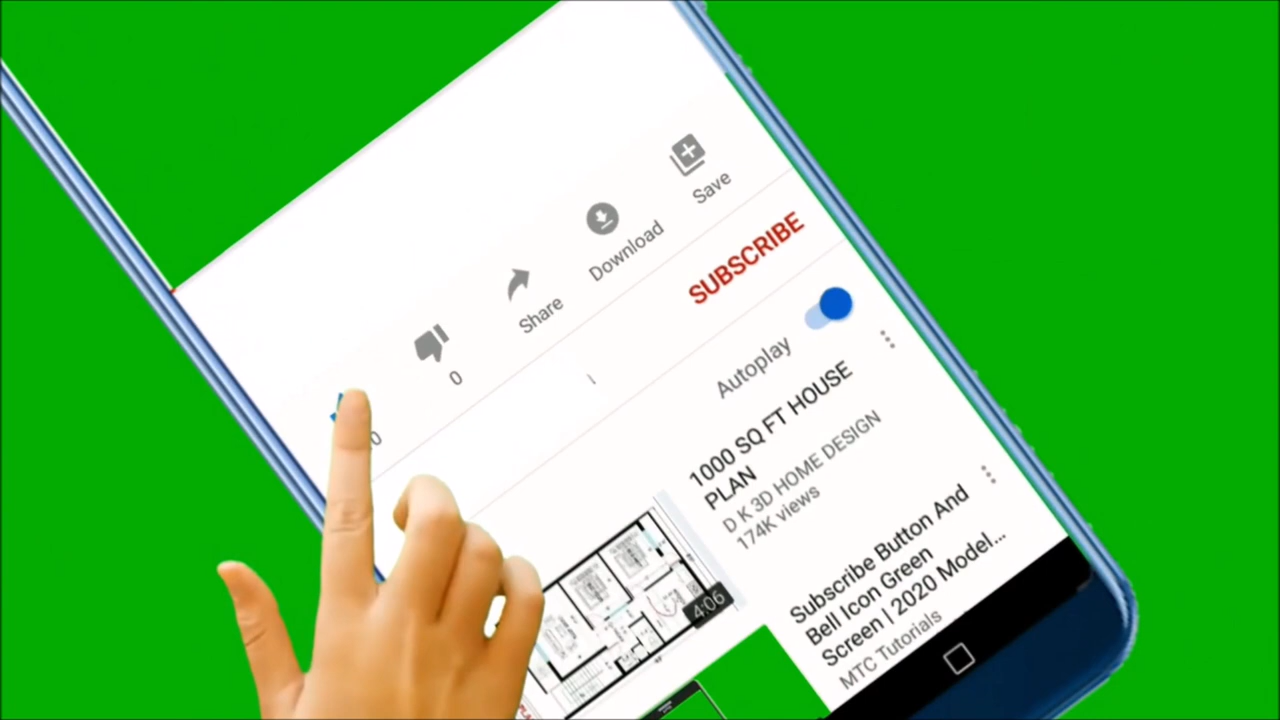 0
0
Share
Download
Save
SUBSCRIBE
Autoplay
1000 SQ FT HOUSE
PLAN
D K 3D HOME DESIGN
174K views
4:06
Subscribe Button And
Bell Icon Green
Screen | 2020 Model...
MTC Tutorials